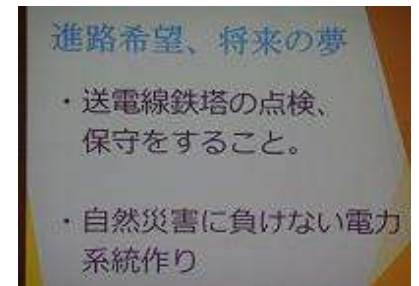 進路希望、将来の夢
・送電線鉄塔の点検、
保守をすること。
・自然災害に負けない電力
系統作り